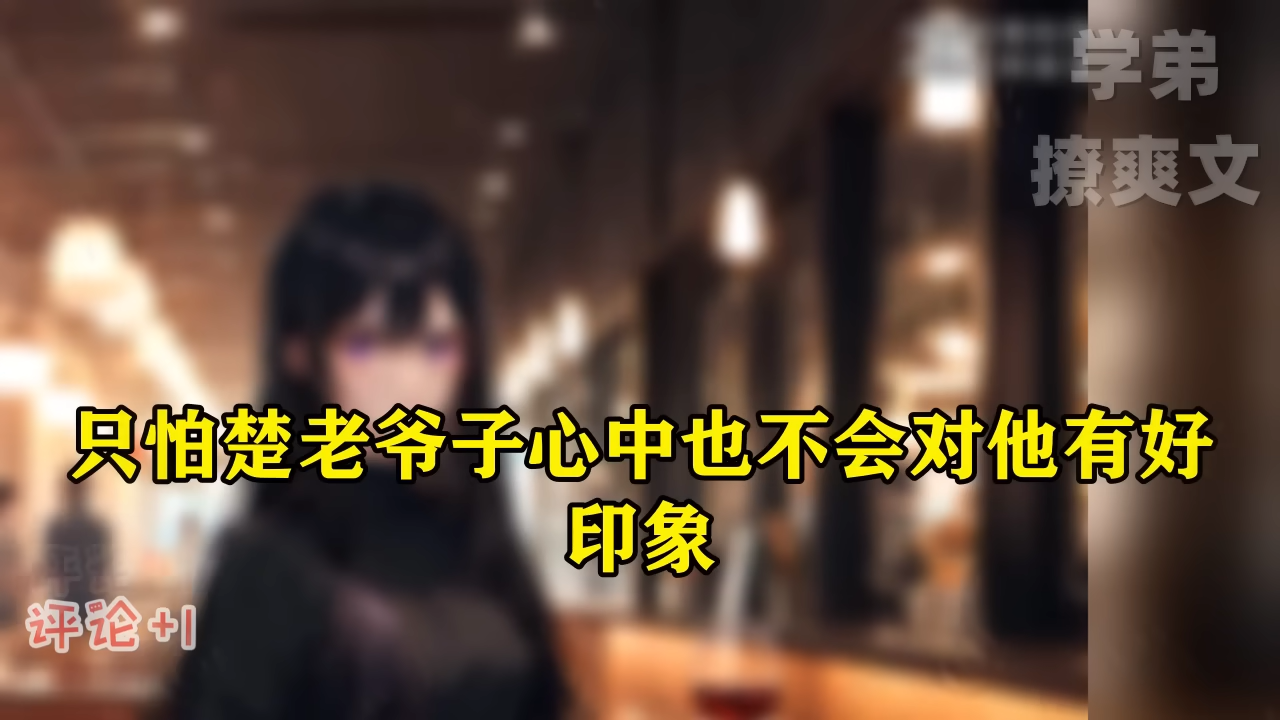 学弟
撩爽文
只怕楚老爷子心中也不会对他有好
印象
评论+1